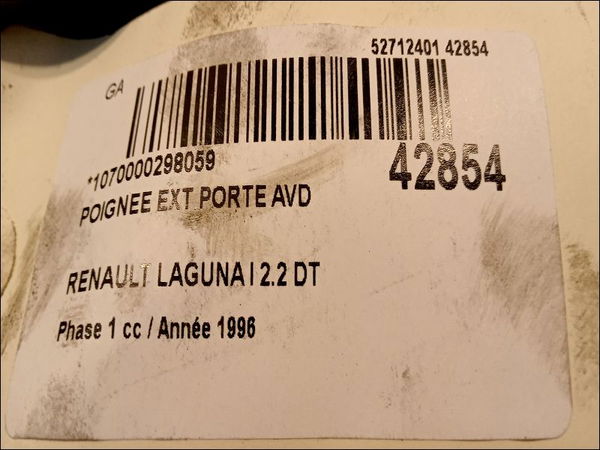 52712401 42854
GA
*1070000298059
42854
POIGNEE EXT PORTE AVD
RENAULT LAGUNA I 2.2 DT
Phase 1 cc / Année 1996